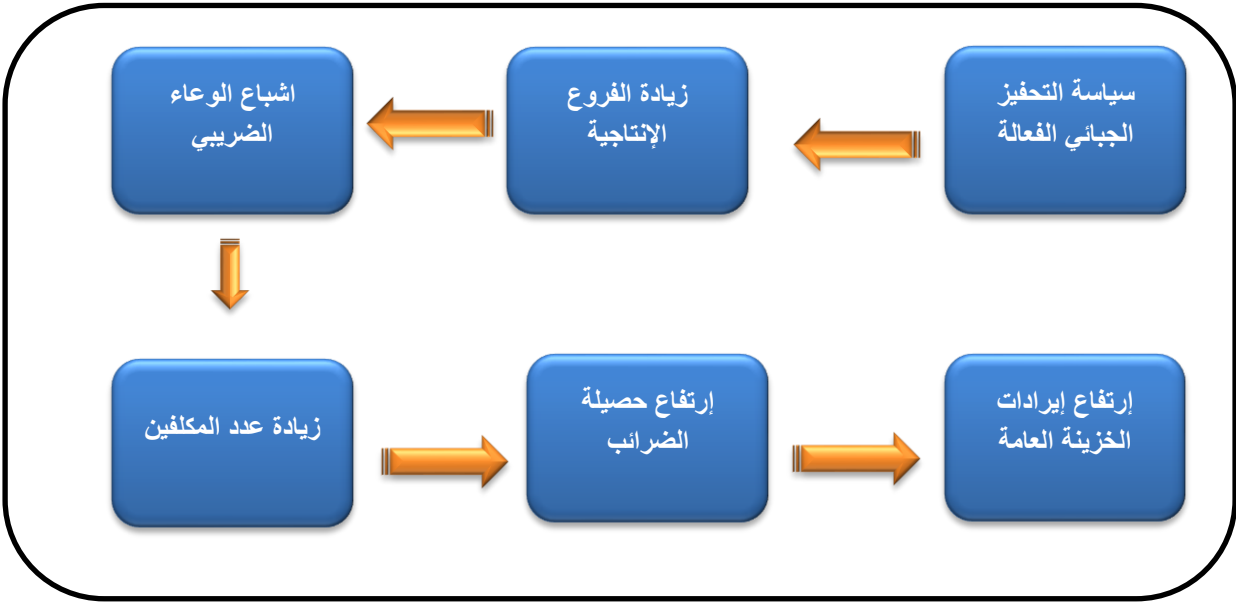 سياسة التحفيز
الجبائي الفعالة
زيادة الفروع
الإنتاجية
اشباع الوعاء
الضريبي
زيادة عدد المكلفين
إرتفاع حصيلة
الضرائب
إرتفاع إيرادات
الخزينة العامة